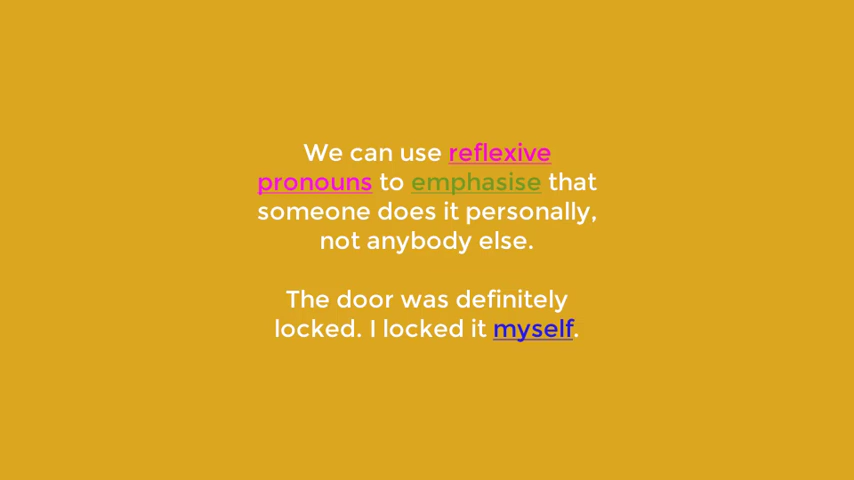 We can use reflexive
pronouns to emphasise that
someone does it personally,
not anybody else.
The door was definitely
locked. I locked it myself.